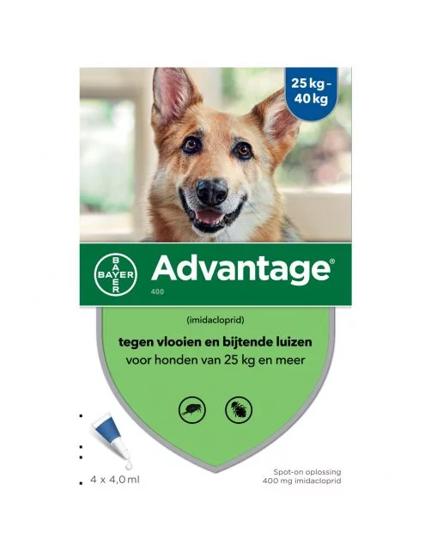 25 kg -
40 kg
BAYER
BAYER
Advantage®
400
(imidacloprid)
tegen vlooien en bijtende luizen
voor honden van 25 kg en meer
4 x 4,0 ml
Spot-on oplossing
400 mg imidacloprid